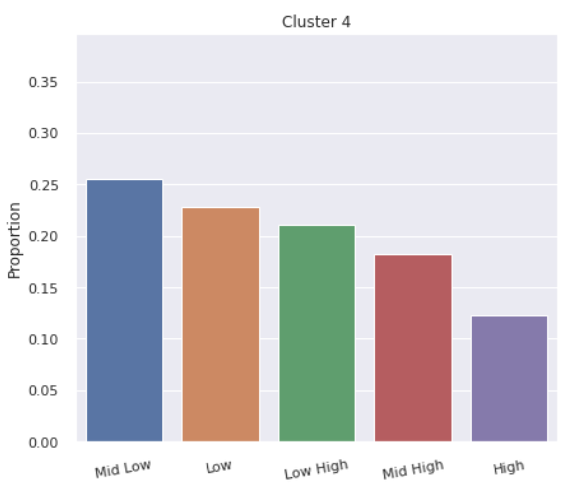 Cluster 4
0.35
0.30
0.25
0.20
0.15
0.10
0.05
0.00
Proportion
Mid Low
Low
Low High
Mid High
High